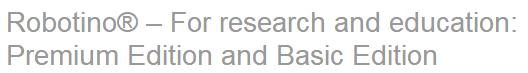 Robotino® – For research and education:
Premium Edition and Basic Edition